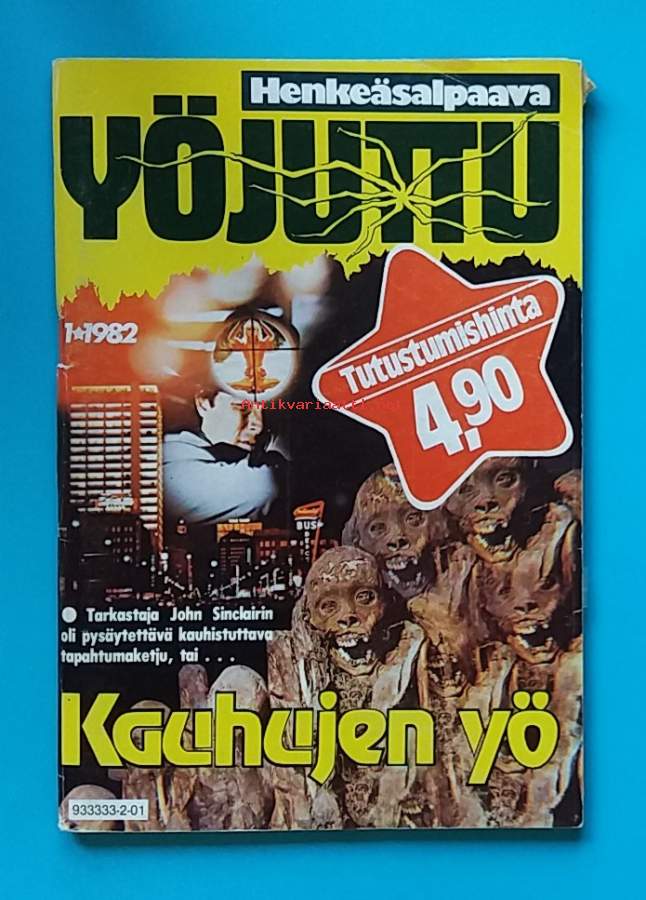 Henkeäsalpaava
YÖJUTTU
1★1982
Tutustumishinta
4,90
BUS
● Tarkastaja John Sinclairin
oli pysäytettävä kauhistuttava
tapahtumaketju, tai . . .
Kauhujen yö
933333-2-01